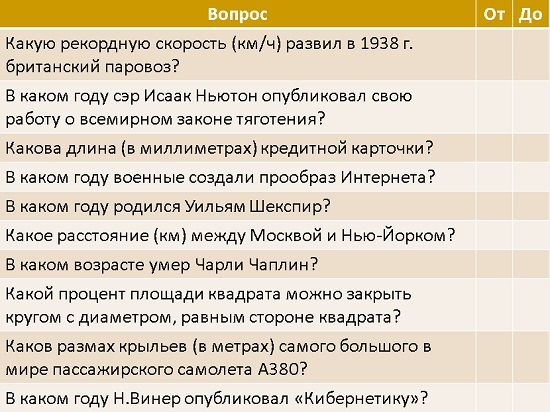 Вопрос От До
Какую рекордную скорость (км/ч) развил в 1938 г.
британский паровоз?
В каком году сэр Исаак Ньютон опубликовал свою
работу о всемирном законе тяготения?
Какова длина (в миллиметрах) кредитной карточки?
В каком году военные создали прообраз Интернета?
В каком году родился Уильям Шекспир?
Какое расстояние (км) между Москвой и Нью-Йорком?
В каком возрасте умер Чарли Чаплин?
Какой процент площади квадрата можно закрыть
кругом с диаметром, равным стороне квадрата?
Каков размах крыльев (в метрах) самого большого в
мире пассажирского самолета А380?
В каком году Н.Винер опубликовал «Кибернетику»?